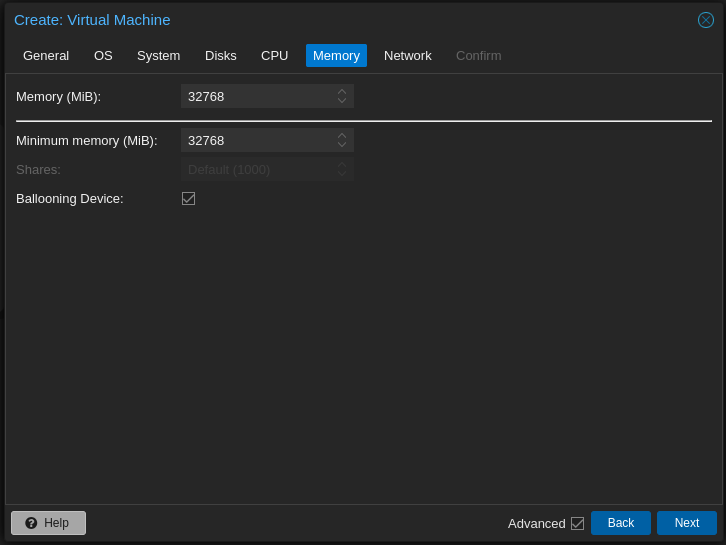 Create: Virtual Machine
General OS System Disks CPU Memory Network Confirm
Memory (MiB): 32768
Minimum memory (MiB): 32768
Shares: Default (1000)
Ballooning Device:
Help Advanced Back Next